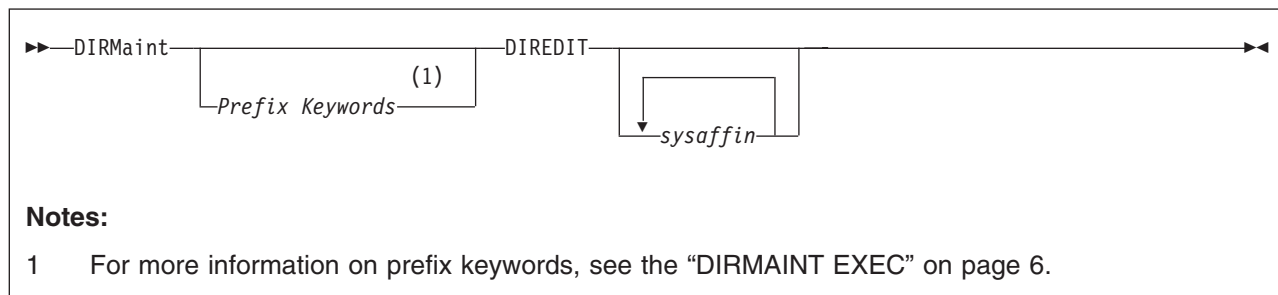 DIRMaint DIREDIT
(1)
Prefix Keywords
sysaffin
Notes:
1 For more information on prefix keywords, see the “DIRMAINT EXEC” on page 6.